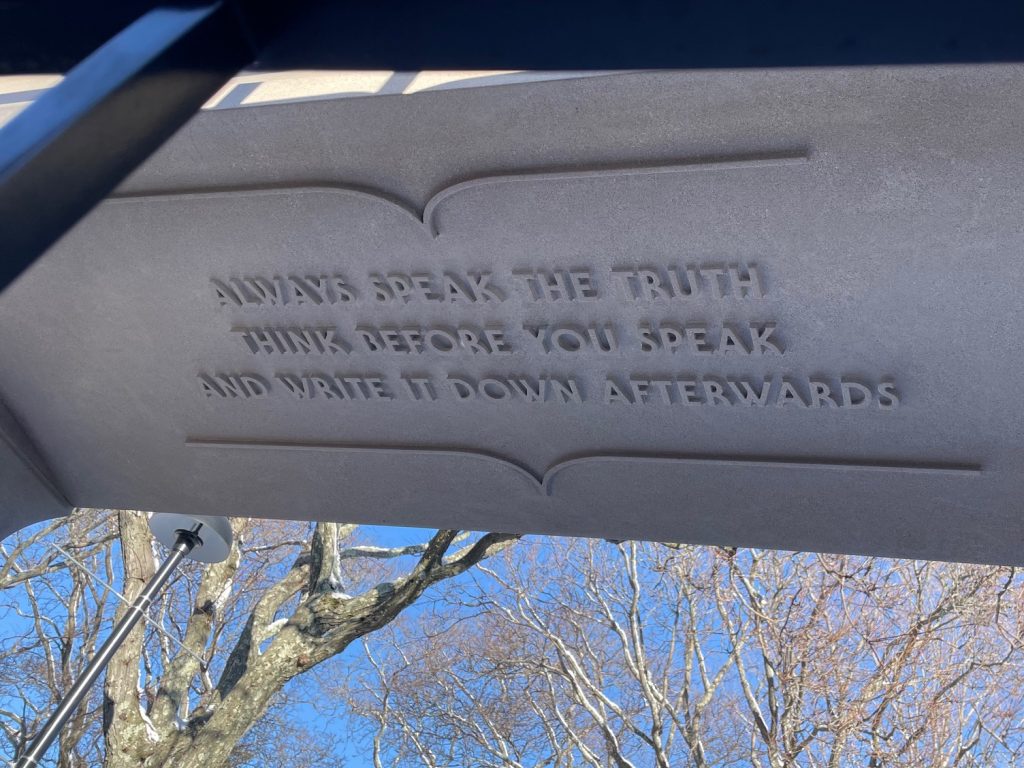 ALWAYS SPEAK THE TRUTH
THINK BEFORE YOU SPEAK
AND WRITE IT DOWN AFTERWARDS